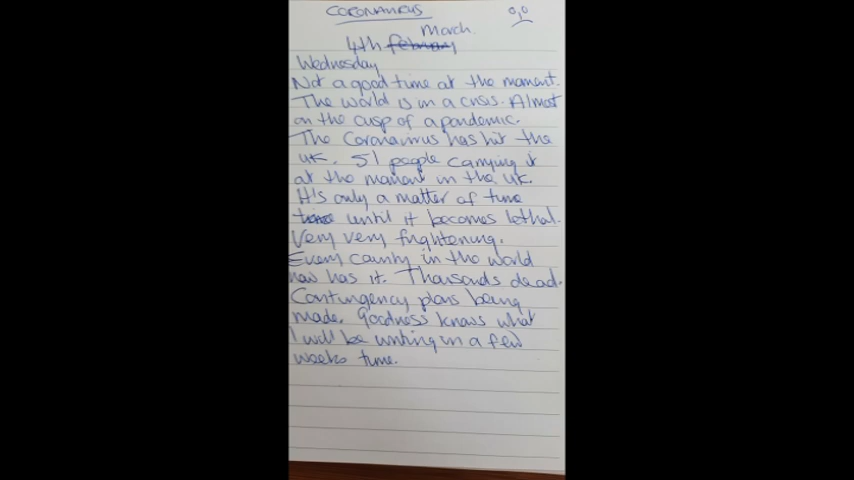 CORONAVIRUS
March
4th february
Wednesday
Not a good time at the moment.
The world is in a crisis. Almost
on the cusp of a pandemic.
The Coronavirus has hit the
UK. 51 people carrying it
at the moment in the UK.
It's only a matter of time
time until it becomes lethal.
Very very frightening.
Every country in the world
now has it. Thousands dead.
Contingency plans being
made. Goodness knows what
I will be writing in a few
weeks time.